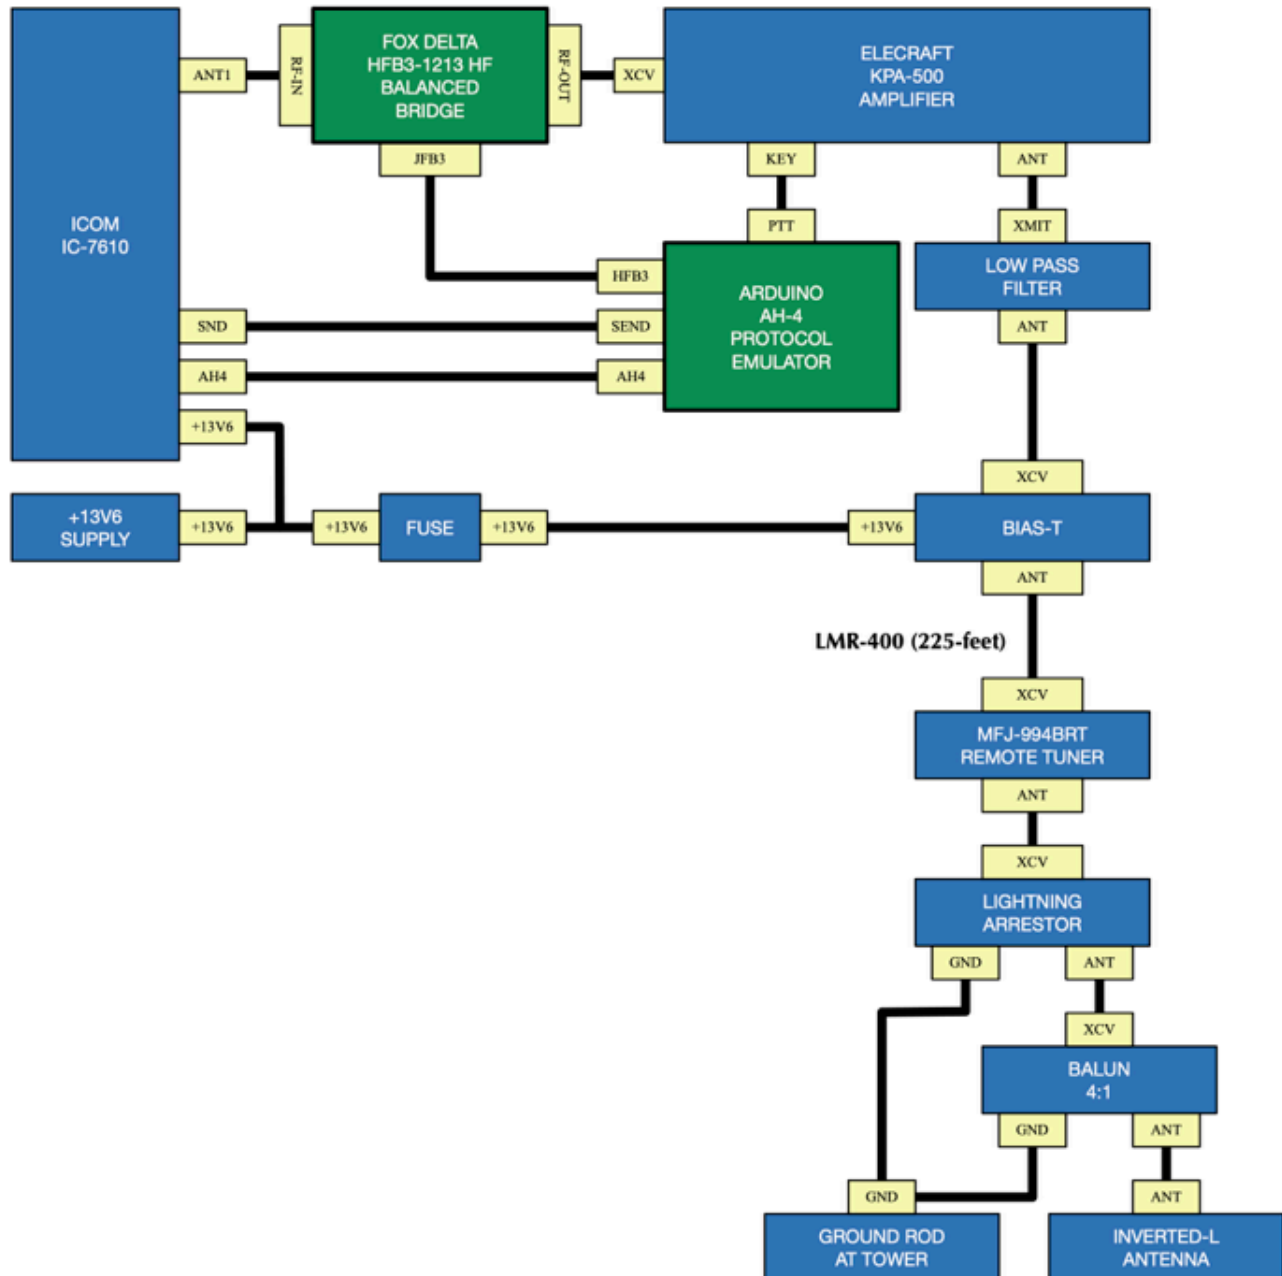 FOX DELTA
HFB3-1213 HF
BALANCED
BRIDGE
RF-IN
RF-OUT
ANT1
XCV
ELECRAFT
KPA-500
AMPLIFIER
JFB3
KEY
ANT
ICOM
IC-7610
PTT
XMIT
HFB3
ARDUINO
AH-4
PROTOCOL
EMULATOR
LOW PASS
FILTER
SND
SEND
ANT
AH4
AH4
+13V6
XCV
+13V6
SUPPLY
+13V6
+13V6
FUSE
+13V6
+13V6
BIAS-T
ANT
LMR-400 (225-feet)
XCV
MFJ-994BRT
REMOTE TUNER
ANT
XCV
LIGHTNING
ARRESTOR
GND
ANT
XCV
BALUN
4:1
GND
ANT
GND
ANT
GROUND ROD
AT TOWER
INVERTED-L
ANTENNA